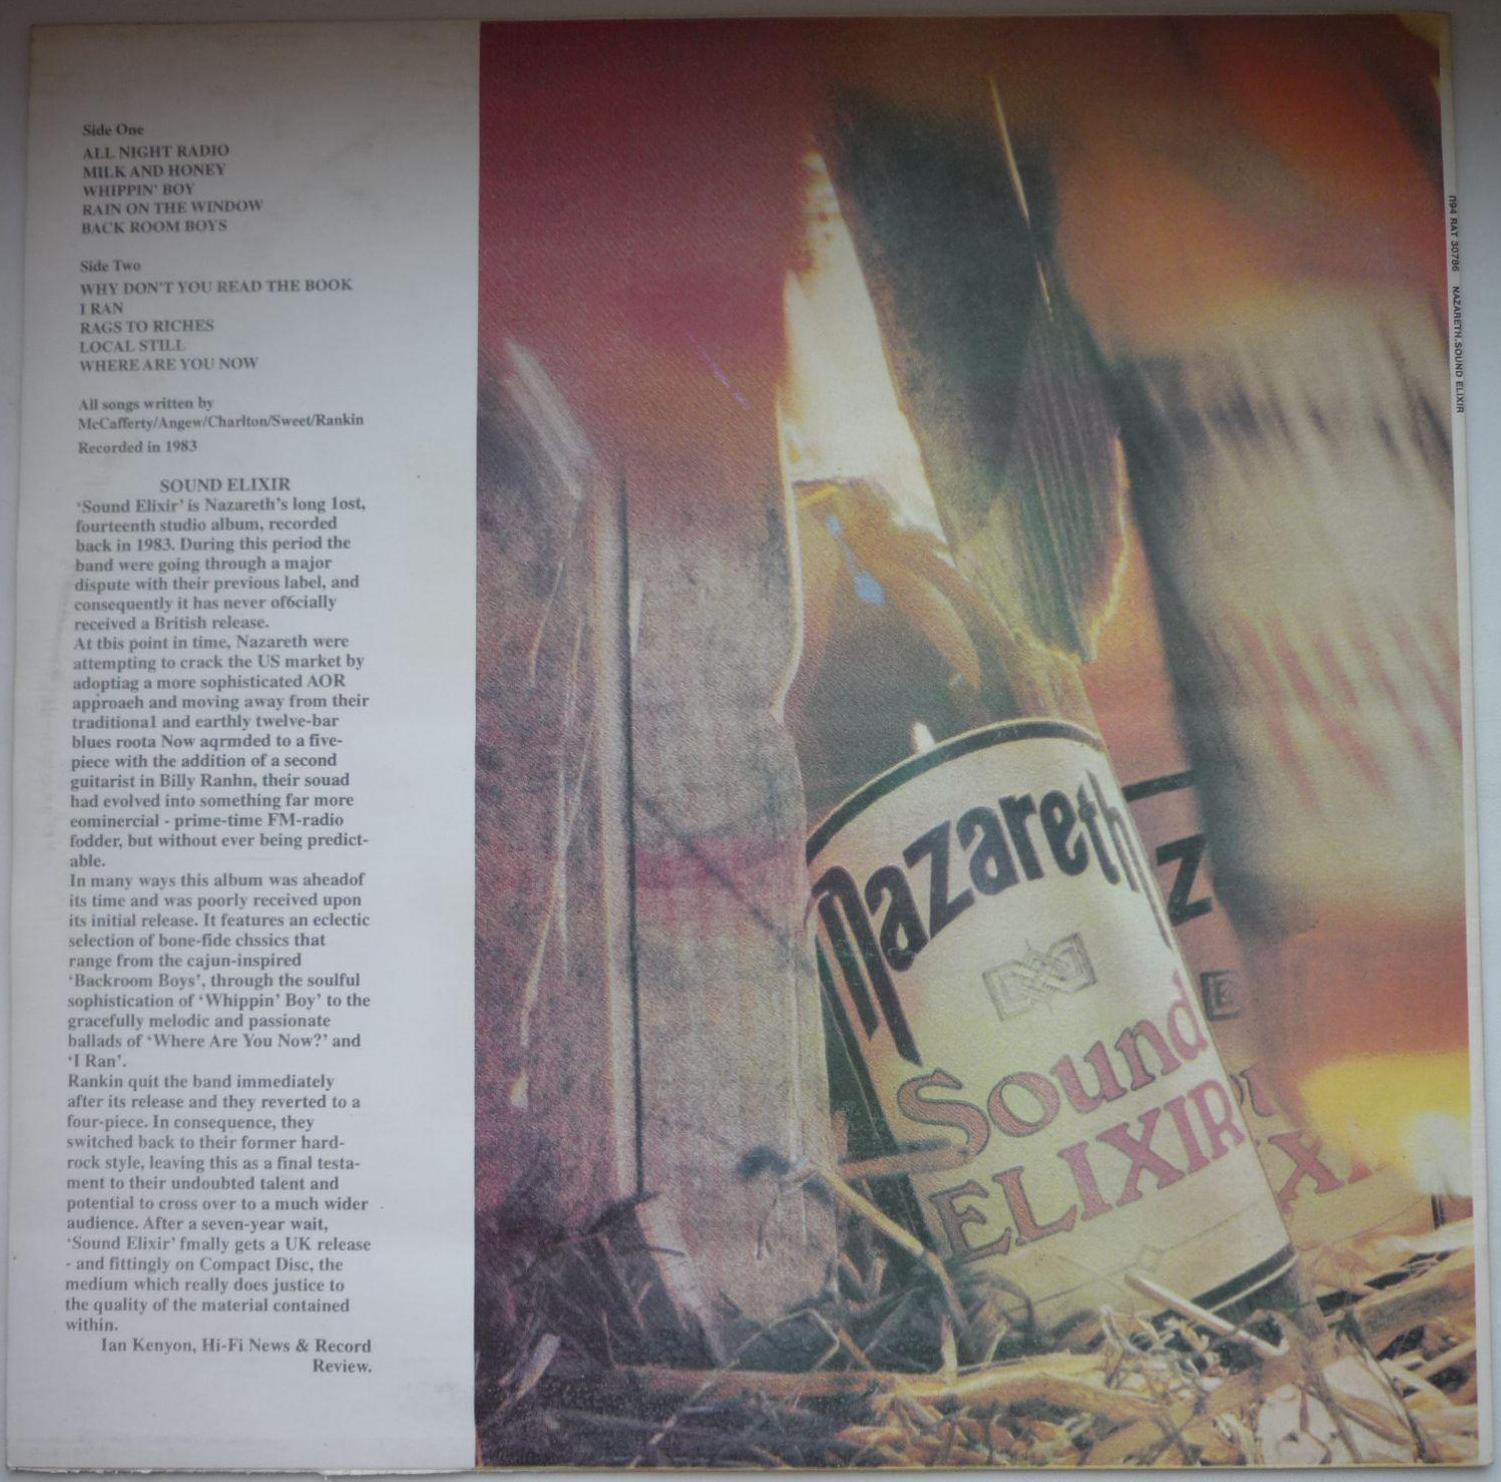 Side One
ALL NIGHT RADIO
MILK AND HONEY
WHIPPIN' BOY
RAIN ON THE WINDOW
BACK ROOM BOYS
Side Two
WHY DON'T YOU READ THE BOOK
I RAN
RAGS TO RICHES
LOCAL STILL
WHERE ARE YOU NOW
All songs written by
McCafferty/Angew/Charlton/Sweet/Rankin
Recorded in 1983
SOUND ELIXIR
'Sound Elixir' is Nazareth's long 1ost,
fourteenth studio album, recorded
back in 1983. During this period the
band were going through a major
dispute with their previous label, and
consequently it has never of6cially
received a British release.
At tbis point in time, Nazareth were
attempting to crack the US market by
adoptiag a more sophisticated AOR
approaeh and moving away from their
traditiona1 and earthly twelve-bar
blues roota Now aqrmded to a five-
piece with the addition of a second
guitarist in Billy Ranhn, their souad
had evolved into something far more
eominercial - prime-time FM-radio
fodder, but without ever being predict-
able.
In many ways this album was aheadof
its time and was poorly received upon
its initial release. It features an eclectic
selection of bone-fide chssics that
range from the cajun-inspired
'Backroom Boys', through the soulful
sophistication of 'Whippin' Boy' to the
gracefully melodic and passionate
ballads of 'Where Are You Now?' and
'I Ran'.
Rankin quit the band immediately
after its release and they reverted to a
four-piece. In consequence, they
switched back to their former hard-
rock style, leaving this as a final testa-
ment to their undoubted talent and
potential to cross over to a much wider
audience. After a seven-year wait,
'Sound Elixir' fmally gets a UK release
- and fittingly on Compact Disc, the
medium which really does justice to
the quality of the material contained
within.
Ian Kenyon, Hi-Fi News & Record
Review.
Nazareth
Sound
ELIXIR
П94 RAT 30786 NAZARETH.SOUND ELIXIR